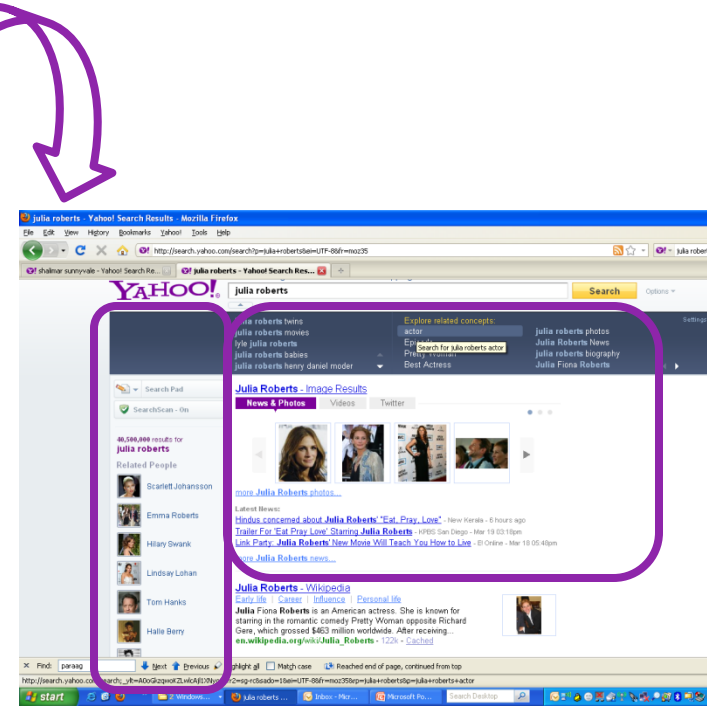 julia roberts - Yahoo! Search Results - Mozilla Firefox
File Edit View History Bookmarks Yahoo! Tools Help
http://search.yahoo.com/search?p=julia+roberts&ei=UTF-8&fr=moz35
julia rober
shalimar sunnyvale - Yahoo! Search Re...
julia roberts - Yahoo! Search Res...
YAHOO!
julia roberts
Search
Options
julia roberts twins
julia roberts movies
lyle julia roberts
julia roberts babies
julia roberts henry daniel moder
Explore related concepts:
actor
Search for julia roberts actor
Pretty Woman
Best Actress
julia roberts photos
Julia Roberts News
julia roberts biography
Julia Fiona Roberts
Settings
Search Pad
SearchScan - On
40,500,000 results for
julia roberts
Related People
Scarlett Johansson
Emma Roberts
Hilary Swank
Lindsay Lohan
Tom Hanks
Halle Berry
Julia Roberts - Image Results
News & Photos Videos Twitter
more Julia Roberts photos...
Latest News:
Hindus concerned about Julia Roberts' "Eat, Pray, Love" - New Kerala - 6 hours ago
Trailer For 'Eat Pray Love' Starring Julia Roberts - KPBS San Diego - Mar 19 03:18pm
Link Party: Julia Roberts' New Movie Will Teach You How to Live - E! Online - Mar 18 05:48pm
more Julia Roberts news...
Julia Roberts - Wikipedia
Early life | Career | Influence | Personal life
Julia Fiona Roberts is an American actress. She is known for
starring in the romantic comedy Pretty Woman opposite Richard
Gere, which grossed $463 million worldwide. After receiving...
en.wikipedia.org/wiki/Julia_Roberts - 122k - Cached
Find: paraag Next Previous Highlight all Match case Reached end of page, continued from top
start
2 Windows...
julia roberts ...
Inbox - Micr...
Microsoft Po...
Search Desktop